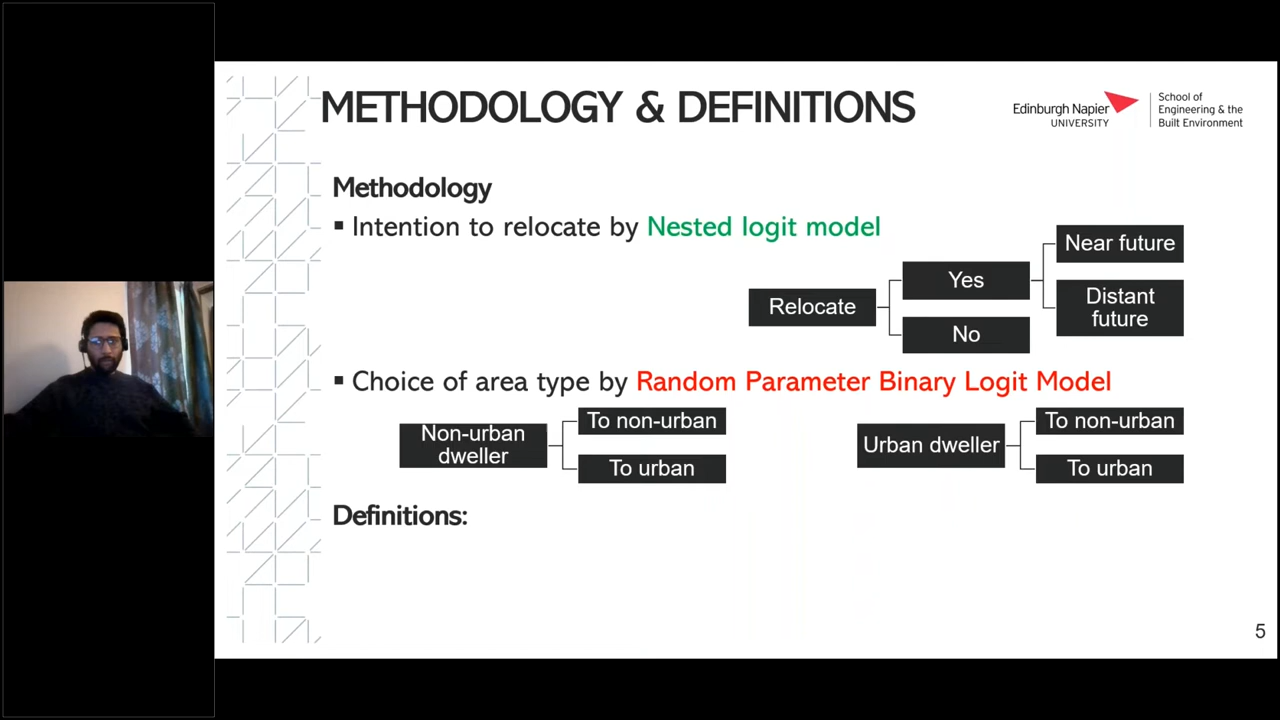 METHODOLOGY & DEFINITIONS
Edinburgh Napier
UNIVERSITY
School of
Engineering & the
Built Environment
Methodology
▪ Intention to relocate by Nested logit model
Near future
Yes
Relocate
Distant
future
No
▪ Choice of area type by Random Parameter Binary Logit Model
Non-urban
dweller
To non-urban
To urban
Urban dweller
To non-urban
To urban
Definitions:
5